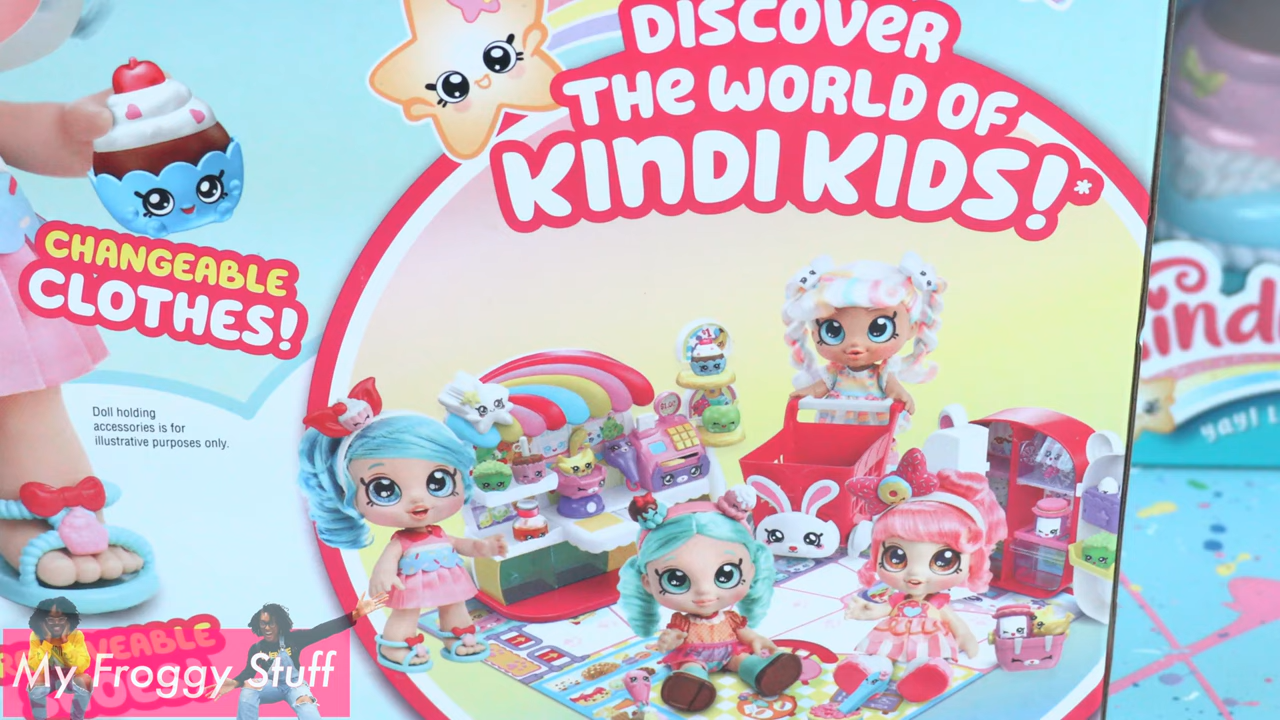 DISCOVER
THE WORLD OF
KINDI KIDS!*
CHANGEABLE
CLOTHES!
Doll holding
accessories is for
illustrative purposes only.
yay!
My Froggy Stuff